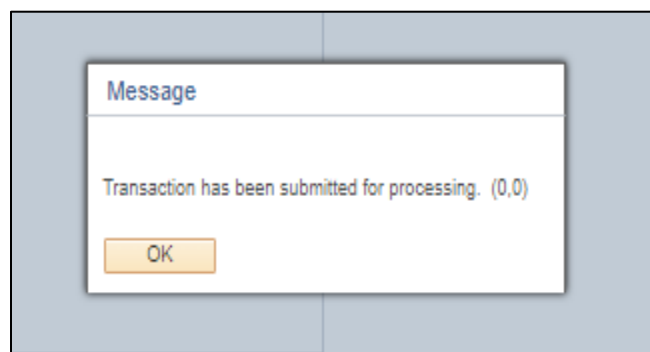 Message
Transaction has been submitted for processing.  (0,0)
OK